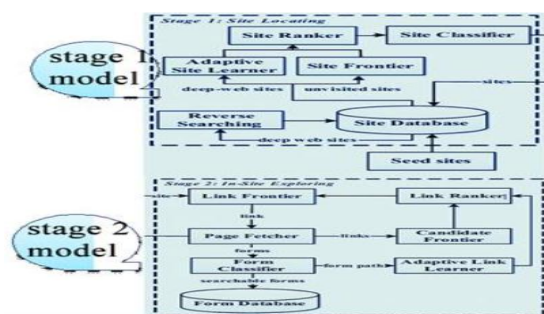 Stage 1: Site Locating
stage 1
model
Site Ranker
Site Classifier
Adaptive
Site Learner
Site Frontier
deep-web sites
unvisited sites
sites
Reverse
Searching
Site Database
deep web sites
Seed sites
Stage 2: In-Site Exploring
stage 2
model
site
Link Frontier
Link Ranker
link
Page Fetcher
links
Candidate
Frontier
forms
Form
Classifier
form path
Adaptive Link
Learner
searchable forms
Form Database